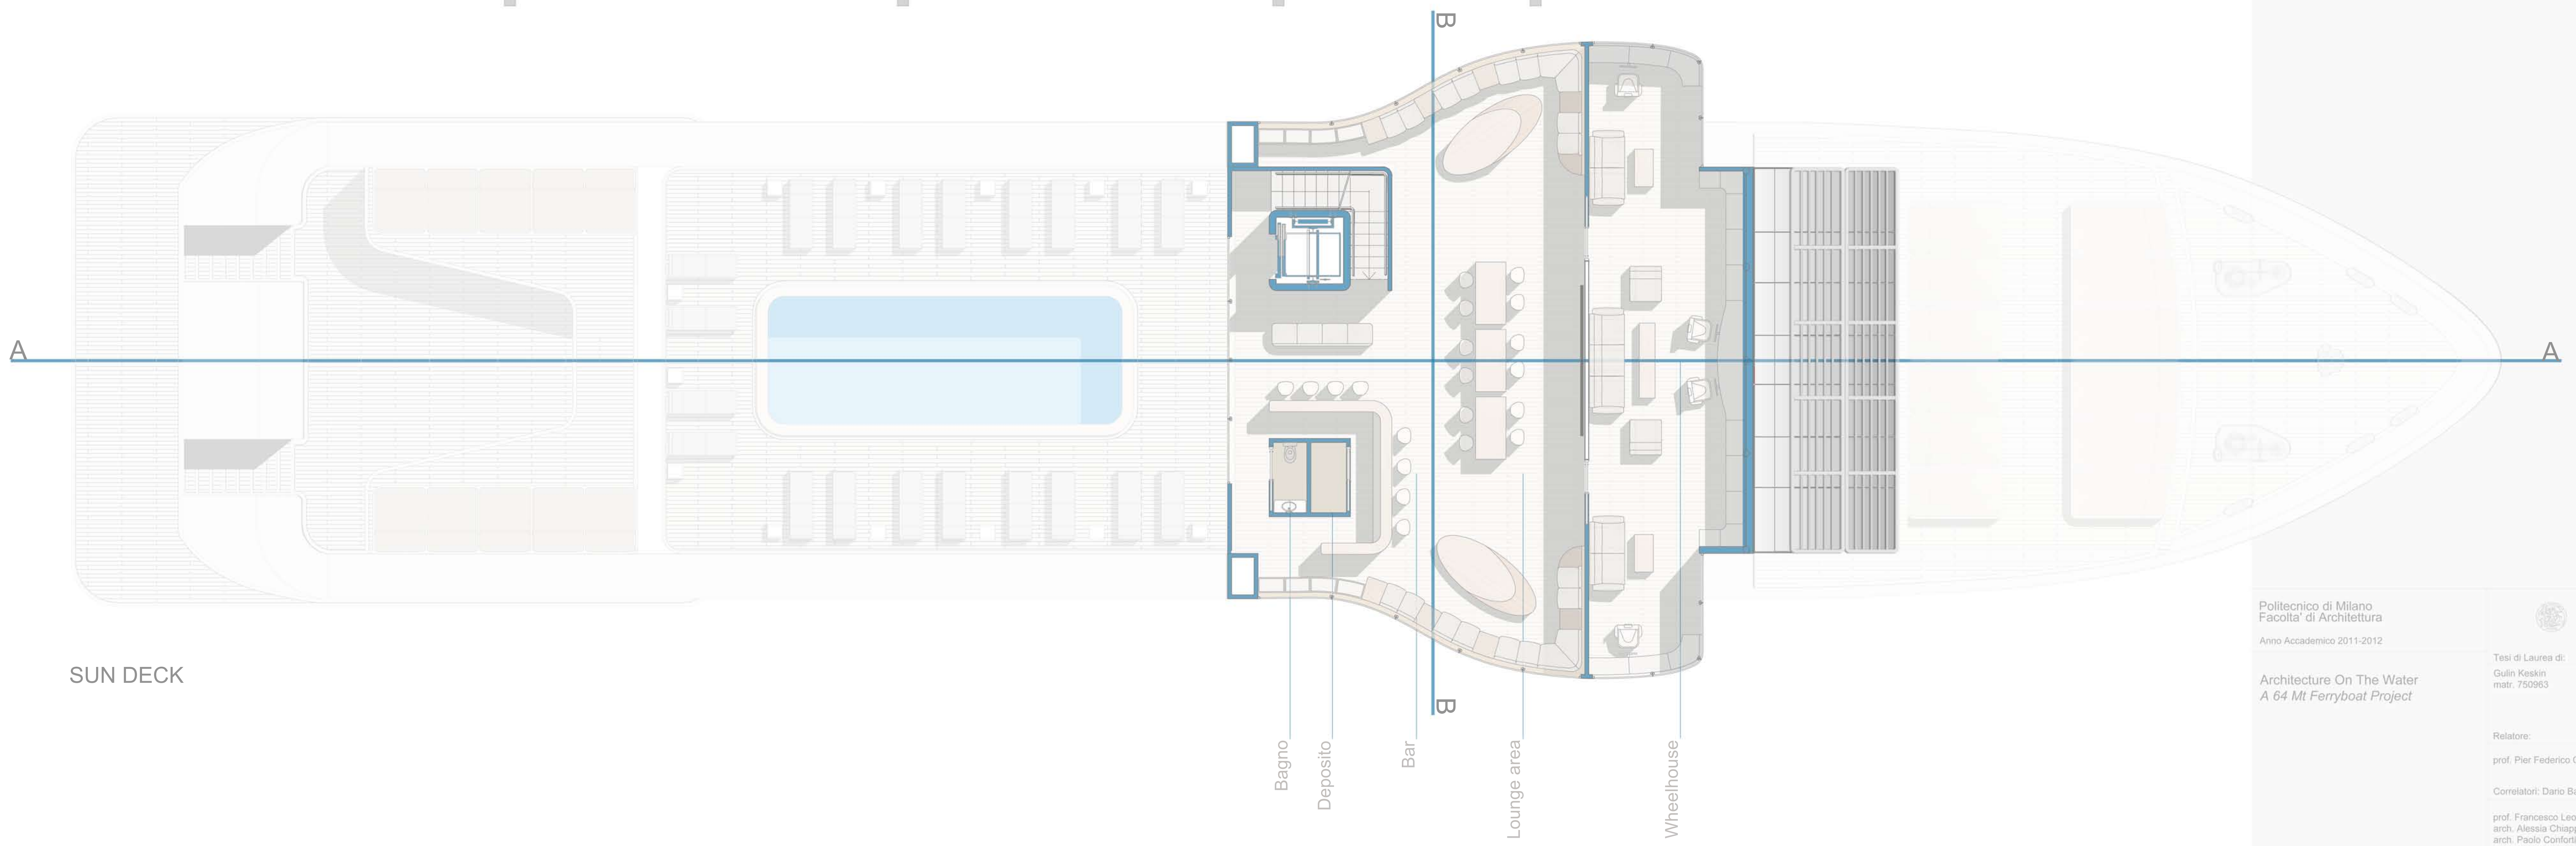 B
A
A
B
SUN DECK
Bagno
Deposito
Bar
Lounge area
Wheelhouse
Politecnico di Milano
Facolta' di Architettura
Anno Accademico 2011-2012
Architecture On The Water
A 64 Mt Ferryboat Project
Tesi di Laurea di:
Gulin Keskin
matr. 750963
Relatore:
prof. Pier Federico
Correlatori: Dario
prof. Francesco
arch. Alessia
arch. Paolo